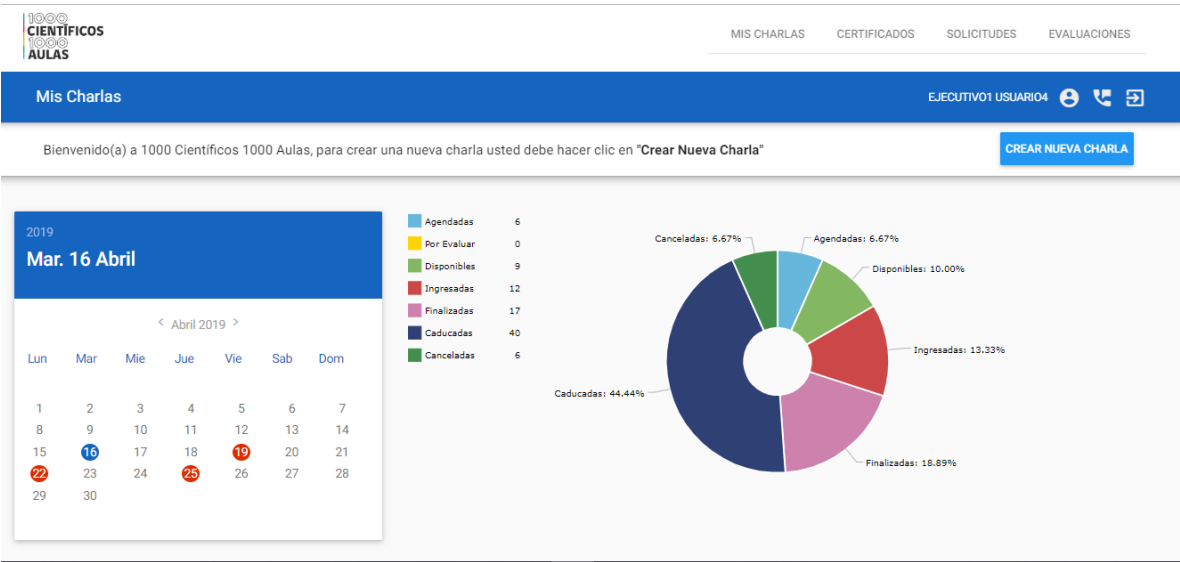 1000
CIENTÍFICOS
1000
AULAS
MIS CHARLAS CERTIFICADOS SOLICITUDES EVALUACIONES
Mis Charlas
EJECUTIVO1 USUARIO4
Bienvenido(a) a 1000 Científicos 1000 Aulas, para crear una nueva charla usted debe hacer clic en "Crear Nueva Charla"
CREAR NUEVA CHARLA
2019
Mar. 16 Abril
< Abril 2019 >
Lun Mar Mie Jue Vie Sab Dom
1 2 3 4 5 6 7
8 9 10 11 12 13 14
15 16 17 18 19 20 21
22 23 24 25 26 27 28
29 30
Agendadas 6
Por Evaluar 0
Disponibles 9
Ingresadas 12
Finalizadas 17
Caducadas 40
Canceladas 6
Canceladas: 6.67%
Agendadas: 6.67%
Disponibles: 10.00%
Ingresadas: 13.33%
Caducadas: 44.44%
Finalizadas: 18.89%